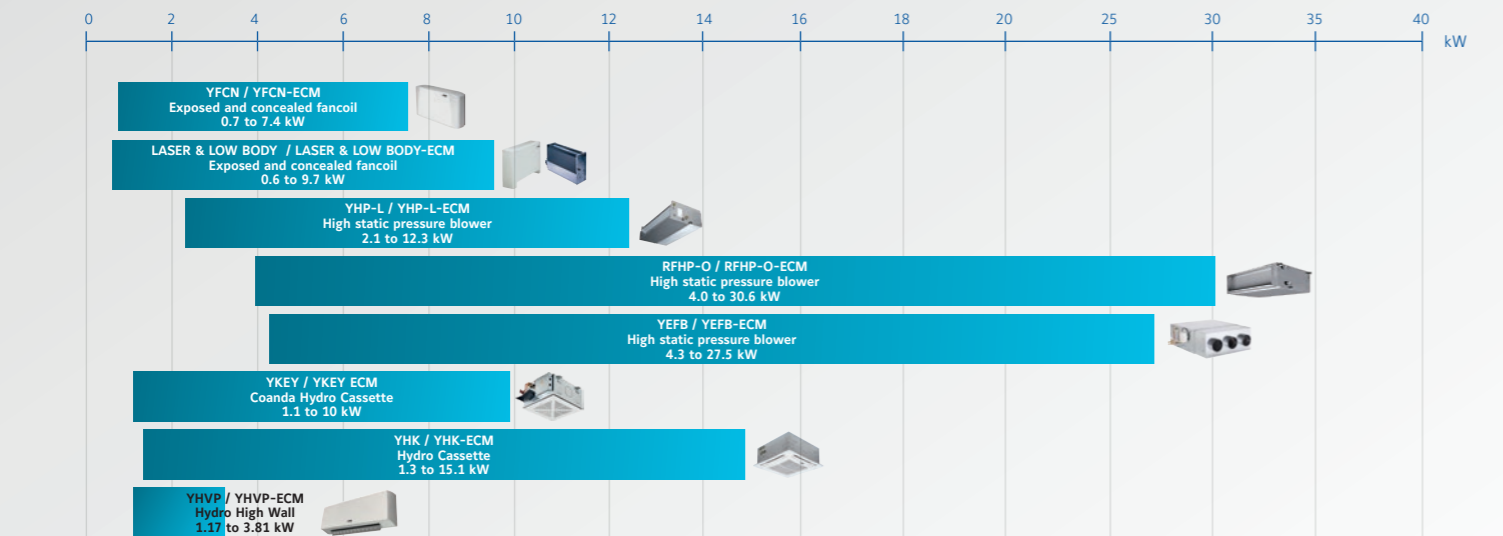 0 2 4 6 8 10 12 14 16 18 20 25 30 35 40
kW
YFCN / YFCN-ECM
Exposed and concealed fancoil
0.7 to 7.4 kW
LASER & LOW BODY / LASER & LOW BODY-ECM
Exposed and concealed fancoil
0.6 to 9.7 kW
YHP-L / YHP-L-ECM
High static pressure blower
2.1 to 12.3 kW
RFHP-O / RFHP-O-ECM
High static pressure blower
4.0 to 30.6 kW
YEFB / YEFB-ECM
High static pressure blower
4.3 to 27.5 kW
YKEY / YKEY ECM
Coanda Hydro Cassette
1.1 to 10 kW
YHK / YHK-ECM
Hydro Cassette
1.3 to 15.1 kW
YHVP / YHVP-ECM
Hydro High Wall
1.17 to 3.81 kW